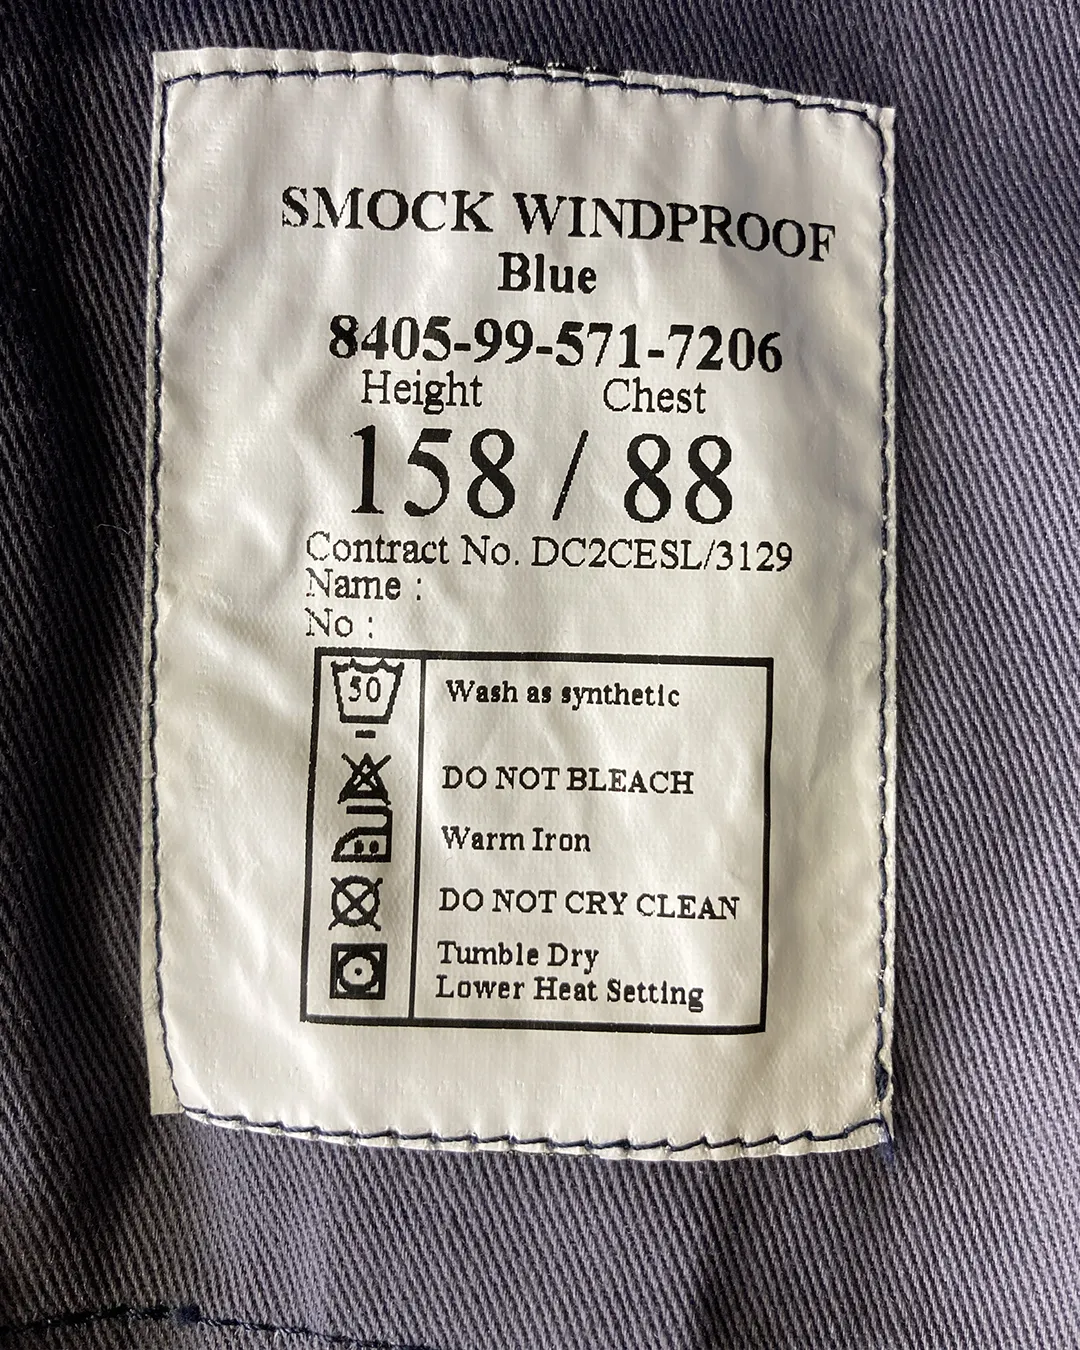 SMOCK WINDPROOF
Blue
8405-99-571-7206
Height Chest
158 / 88
Contract No. DC2CESL/3129
Name :
No :
50 Wash as synthetic
DO NOT BLEACH
Warm Iron
DO NOT CRY CLEAN
Tumble Dry
Lower Heat Setting